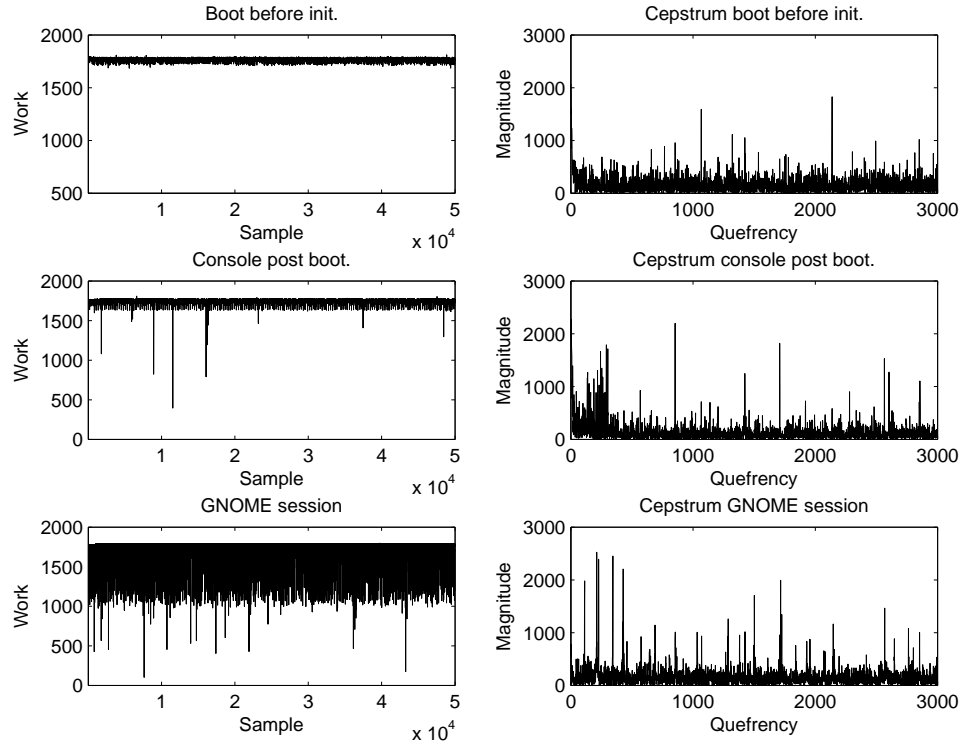 Boot before init.
2000
1500
1000
500
Work
1 2 3 4 5
Sample
x 10^4
Cepstrum boot before init.
3000
2000
1000
0
Magnitude
0 1000 2000 3000
Quefrency
Console post boot.
2000
1500
1000
500
0
Work
1 2 3 4 5
Sample
x 10^4
Cepstrum console post boot.
3000
2000
1000
0
Magnitude
0 1000 2000 3000
Quefrency
GNOME session
2000
1500
1000
500
0
Work
1 2 3 4 5
Sample
x 10^4
Cepstrum GNOME session
3000
2000
1000
0
Magnitude
0 1000 2000 3000
Quefrency